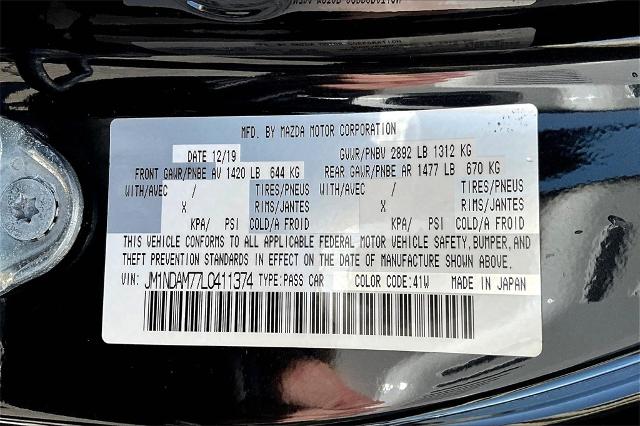 MAZDA MOTOR CORPORATION
MFD. BY MAZDA MOTOR CORPORATION
DATE 12/19 GVWR/PNBV 2892 LB 1312 KG
FRONT GAWR/PNBE AV 1420 LB 644 KG REAR GAWR/PNBE AR 1477 LB 670 KG
WITH/AVEC / TIRES/PNEUS WITH/AVEC / TIRES/PNEUS
X RIMS/JANTES X RIMS/JANTES
KPA/ PSI COLD/A FROID KPA/ PSI COLD/A FROID
THIS VEHICLE CONFORMS TO ALL APPLICABLE FEDERAL MOTOR VEHICLE SAFETY, BUMPER, AND
THEFT PREVENTION STANDARDS IN EFFECT ON THE DATE OF MANUFACTURE SHOWN ABOVE.
VIN: JM1NDAM77L0411374 TYPE:PASS CAR COLOR CODE:41W MADE IN JAPAN